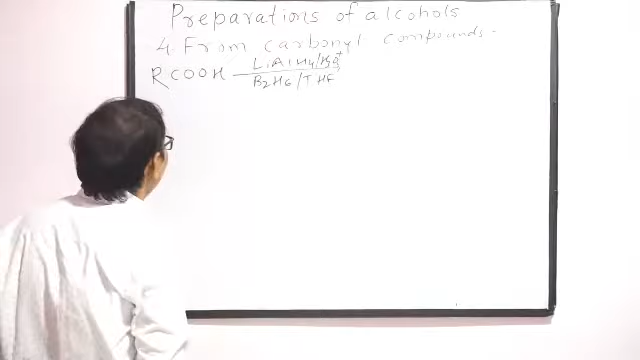 Preparations of alcohols
4. From carbonyl compounds.
RCOOH LiAlH4/H3O+
B2H6/THF